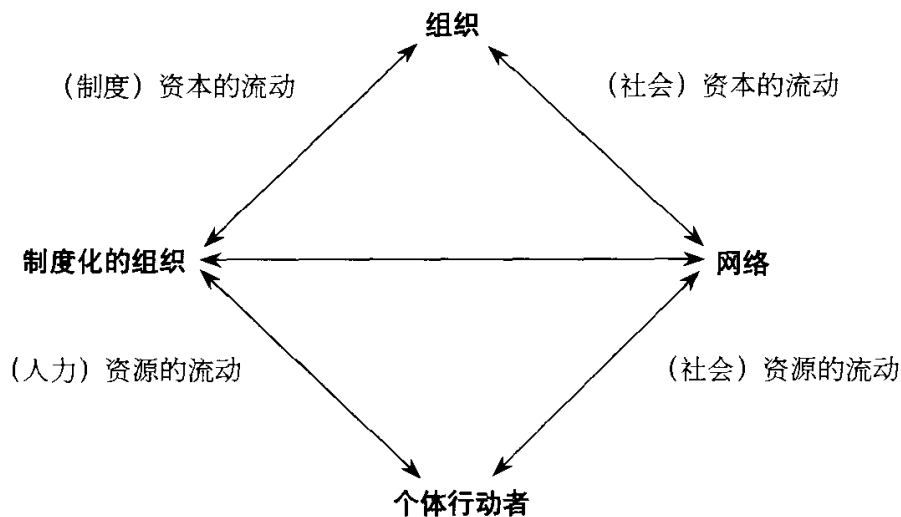 组织
（制度）资本的流动
（社会）资本的流动
制度化的组织
网络
（人力）资源的流动
（社会）资源的流动
个体行动者